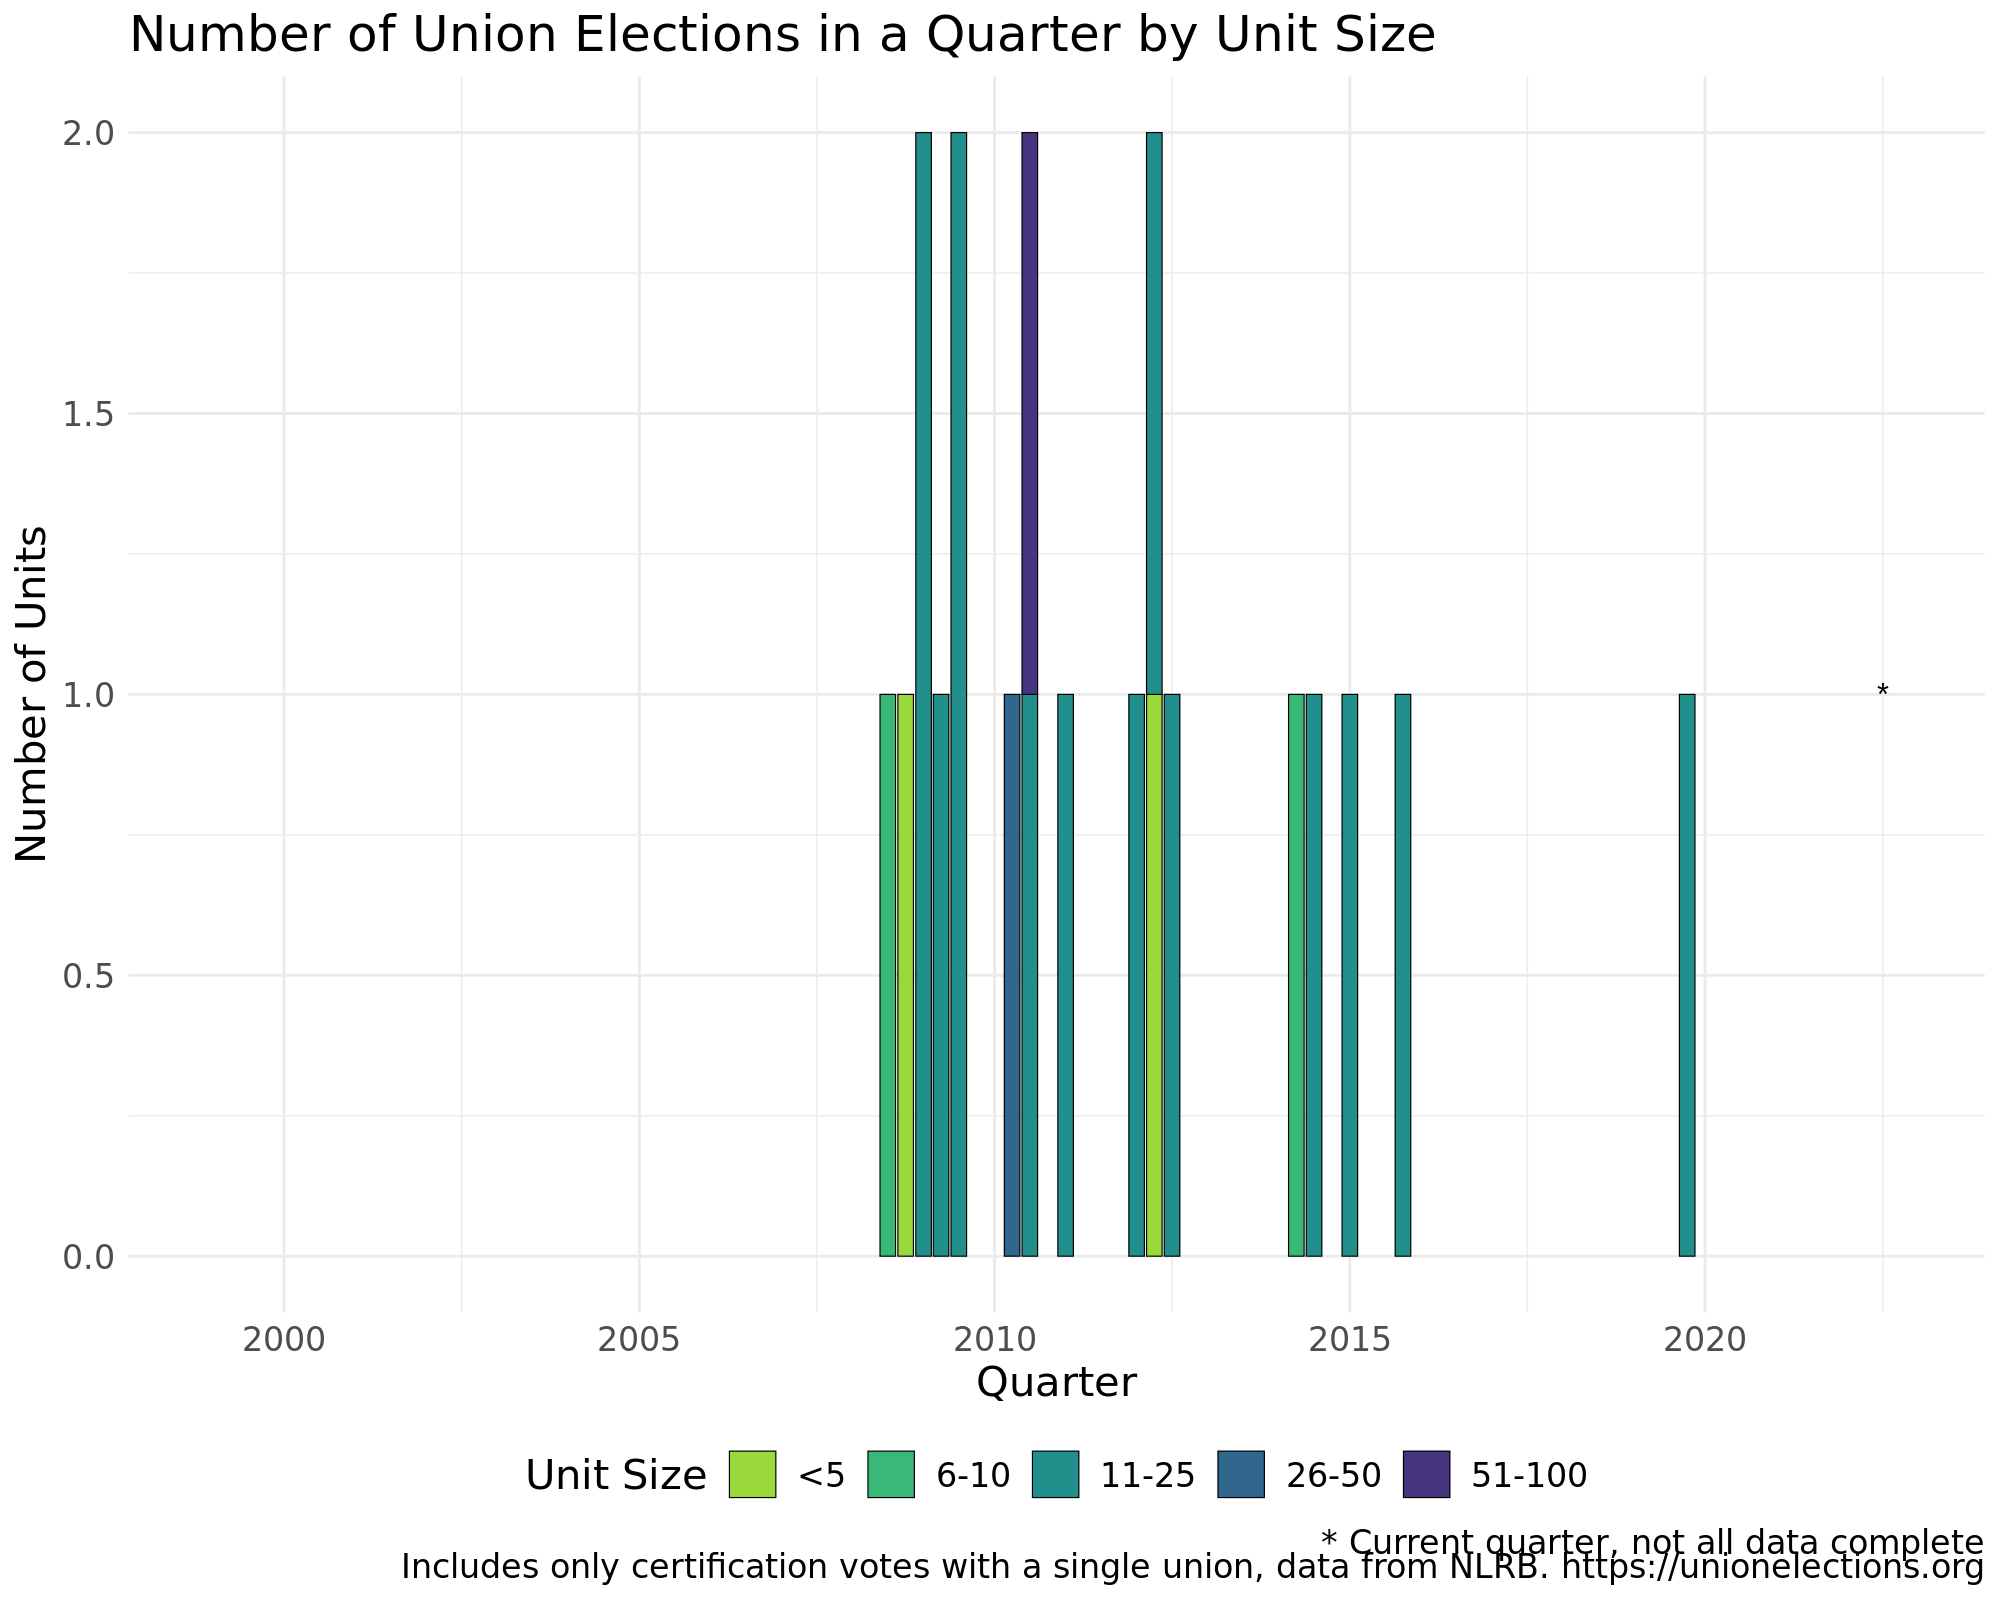 Number of Union Elections in a Quarter by Unit Size
Number of Units
2.0
1.5
1.0
0.5
0.0
*
2000 2005 2010 2015 2020
Quarter
Unit Size <5 6-10 11-25 26-50 51-100
* Current quarter, not all data complete
Includes only certification votes with a single union, data from NLRB. https://unionelections.org